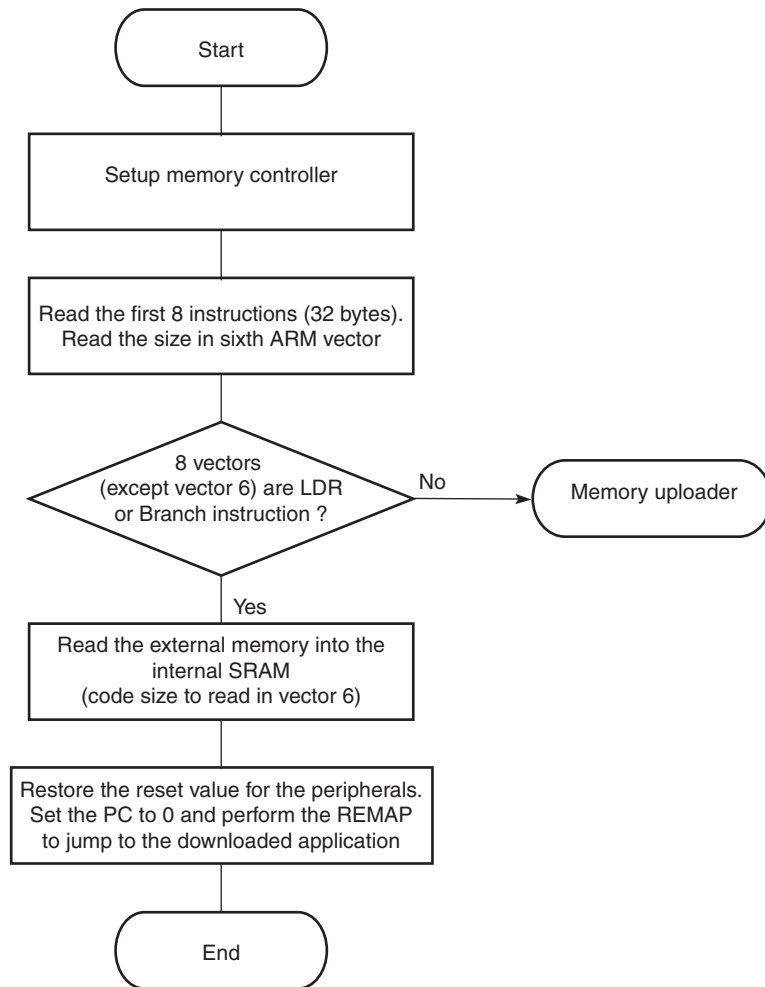 Start
Setup memory controller
Read the first 8 instructions (32 bytes).
Read the size in sixth ARM vector
8 vectors
(except vector 6) are LDR
or Branch instruction ?
No
Memory uploader
Yes
Read the external memory into the
internal SRAM
(code size to read in vector 6)
Restore the reset value for the peripherals.
Set the PC to 0 and perform the REMAP
to jump to the downloaded application
End